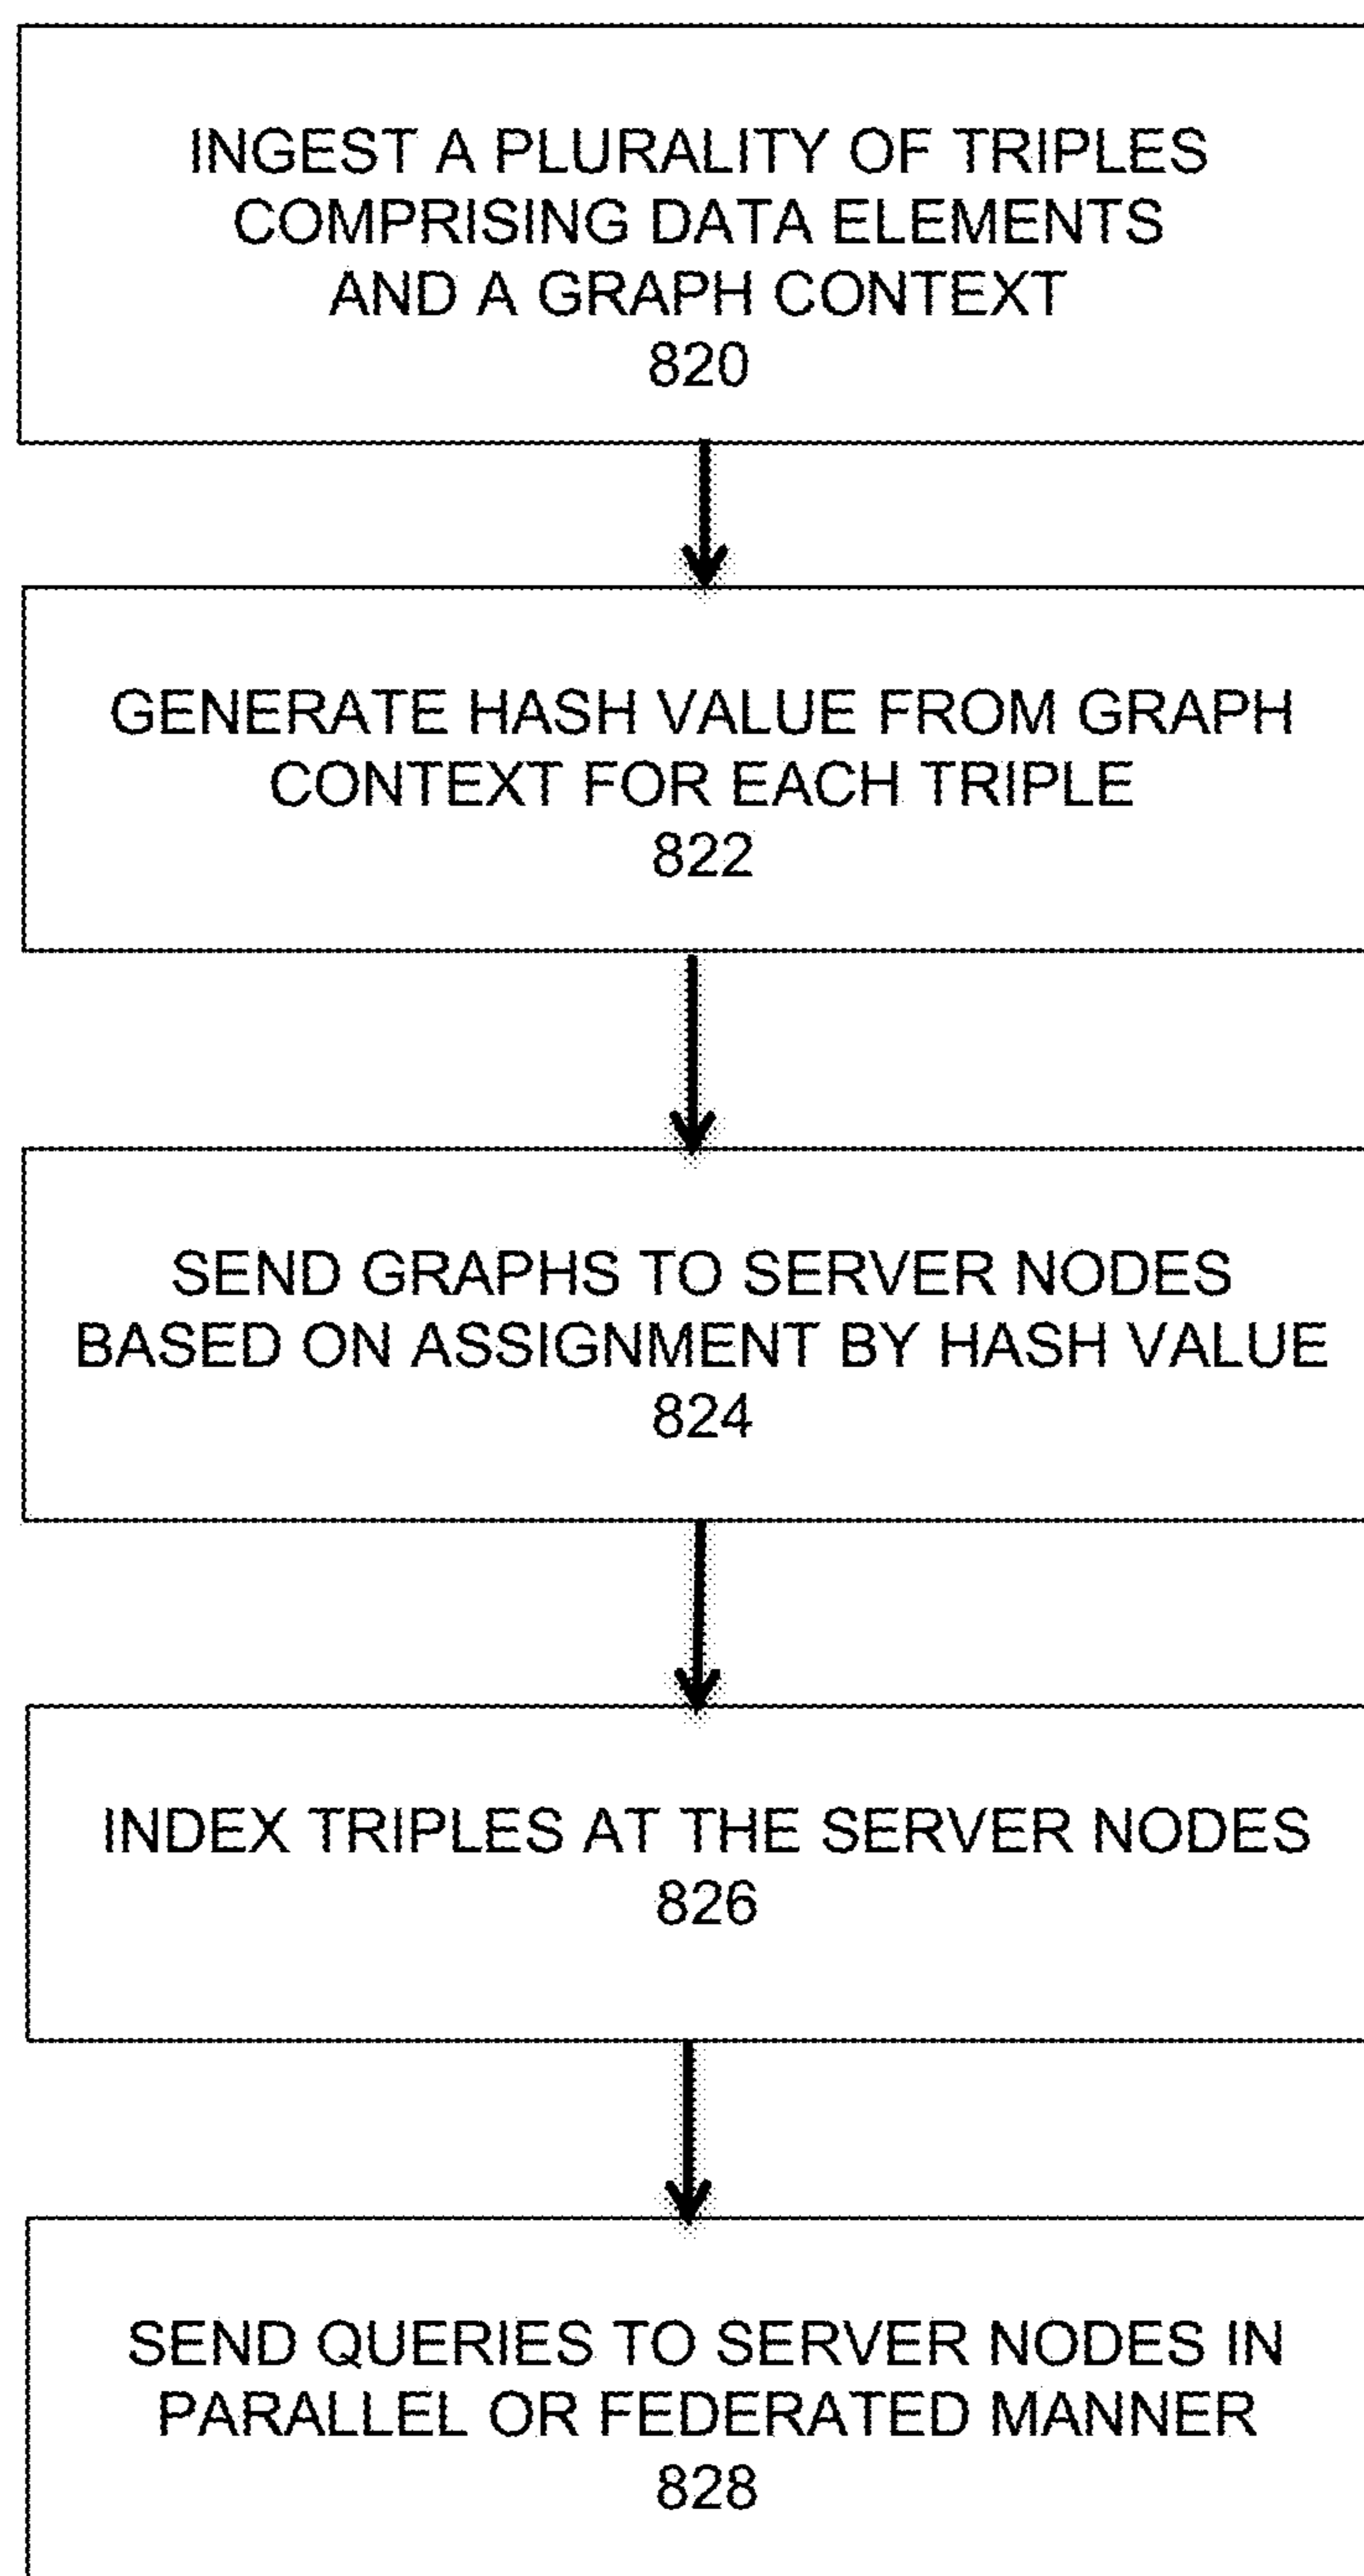 INGEST A PLURALITY OF TRIPLES
COMPRISING DATA ELEMENTS
AND A GRAPH CONTEXT
820
GENERATE HASH VALUE FROM GRAPH
CONTEXT FOR EACH TRIPLE
822
SEND GRAPHS TO SERVER NODES
BASED ON ASSIGNMENT BY HASH VALUE
824
INDEX TRIPLES AT THE SERVER NODES
826
SEND QUERIES TO SERVER NODES IN
PARALLEL OR FEDERATED MANNER
828